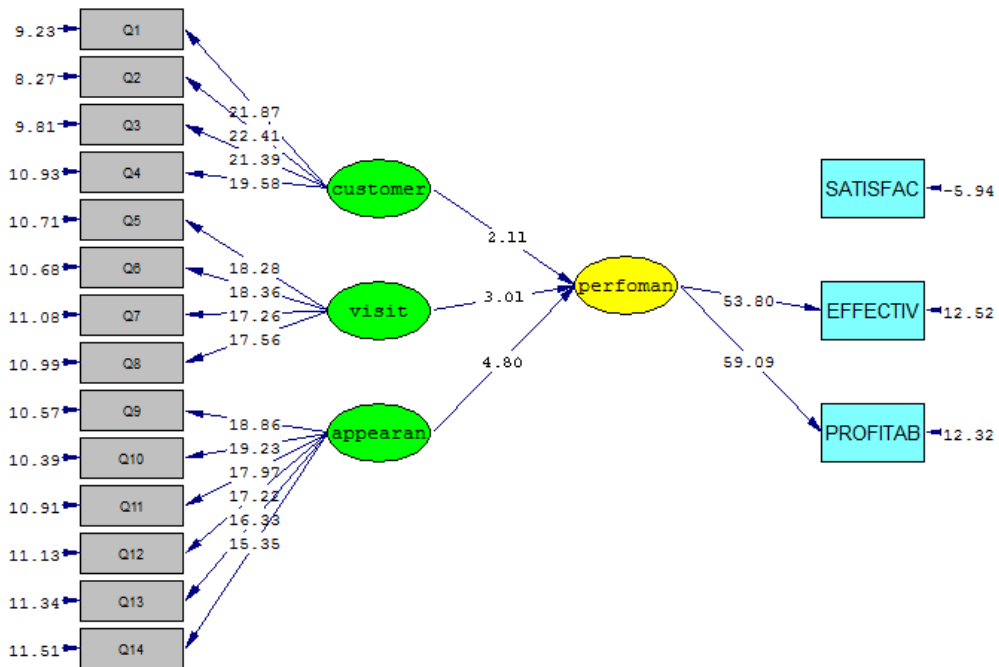 9.23 Q1
8.27 Q2
9.81 Q3
10.93 Q4
10.71 Q5
10.68 Q6
11.08 Q7
10.99 Q8
10.57 Q9
10.39 Q10
10.91 Q11
11.13 Q12
11.34 Q13
11.51 Q14
21.87
22.41
21.39
19.58
18.28
18.36
17.26
17.56
18.86
19.23
17.97
17.22
16.33
15.35
customer
visit
appearan
2.11
3.01
4.80
perfoman
53.80
59.09
SATISFAC -5.94
EFFECTIV 12.52
PROFITAB 12.32